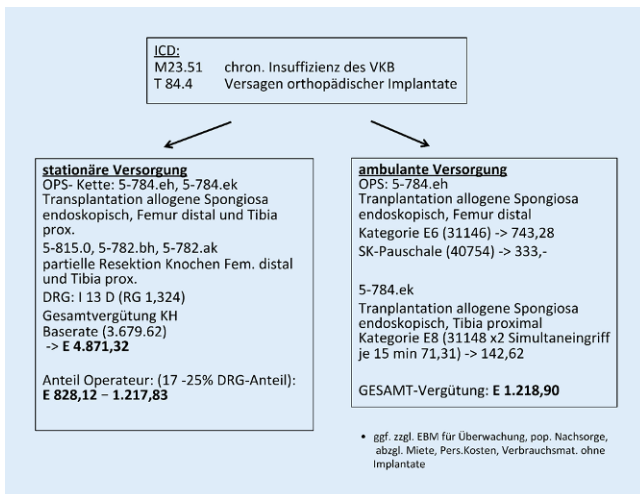 ICD:
M23.51 chron. Insuffizienz des VKB
T 84.4 Versagen orthopädischer Implantate
stationäre Versorgung
OPS- Kette: 5-784.eh, 5-784.ek
Transplantation allogene Spongiosa
endoskopisch, Femur distal und Tibia
prox.
5-815.0, 5-782.bh, 5-782.ak
partielle Resektion Knochen Fem. distal
und Tibia prox.
DRG: I 13 D (RG 1,324)
Gesamtvergütung KH
Baserate (3.679.62)
-> E 4.871,32
Anteil Operateur: (17 -25% DRG-Anteil):
E 828,12 – 1.217,83
ambulante Versorgung
OPS: 5-784.eh
Tranplantation allogene Spongiosa
endoskopisch, Femur distal
Kategorie E6 (31146) -> 743,28
SK-Pauschale (40754) -> 333,-
5-784.ek
Tranplantation allogene Spongiosa
endoskopisch, Tibia proximal
Kategorie E8 (31148 x2 Simultaneingriff
je 15 min 71,31) -> 142,62
GESAMT-Vergütung: E 1.218,90
• ggf. zzgl. EBM für Überwachung, pop. Nachsorge,
abzgl. Miete, Pers.Kosten, Verbrauchsmat. ohne
Implantate